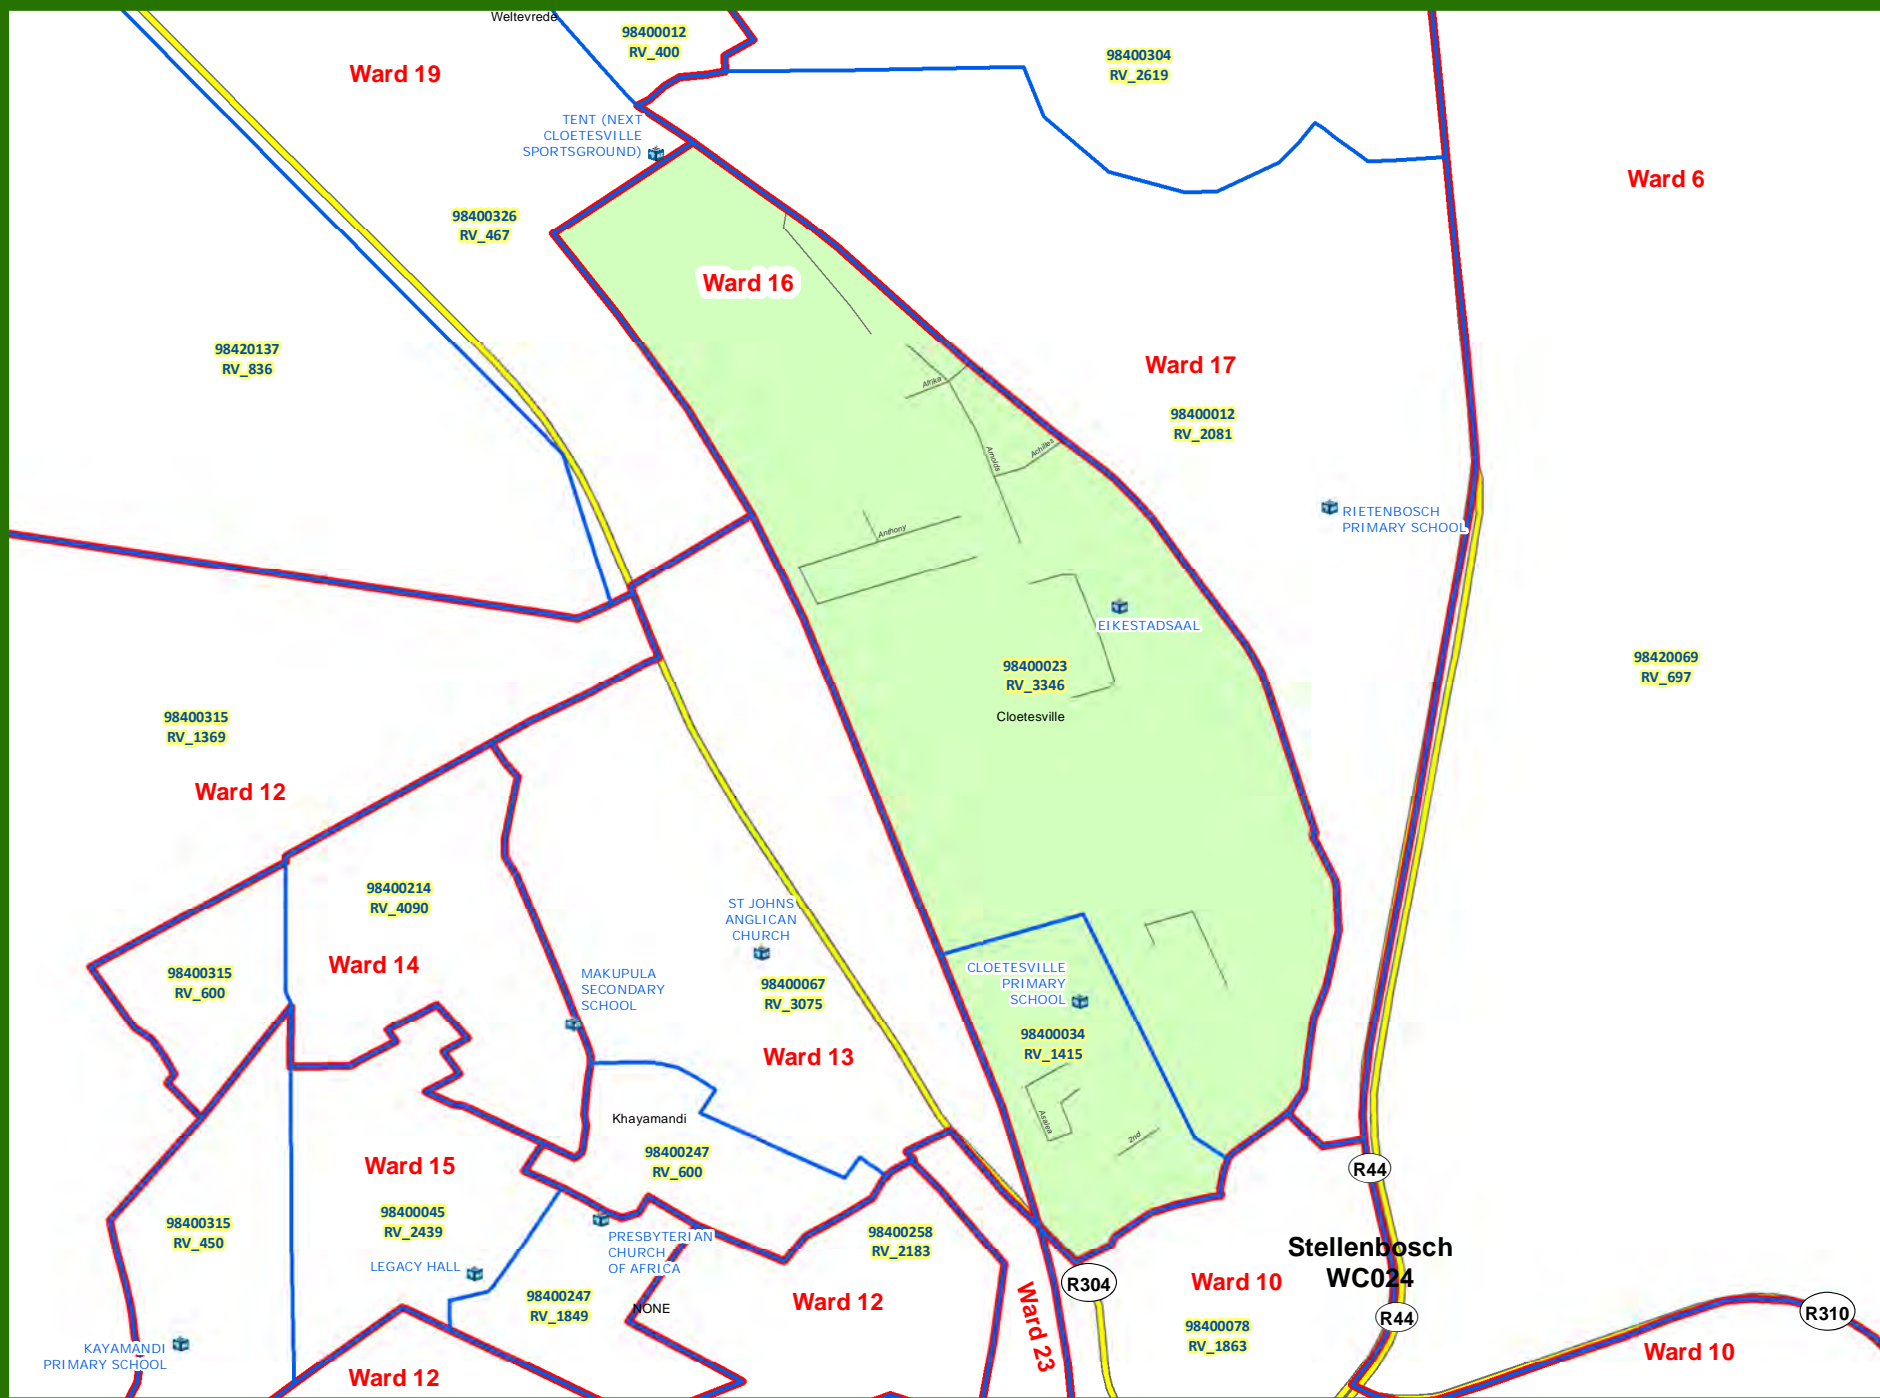 Weltevrede
98400012
RV_400
98400304
RV_2619
Ward 19
TENT (NEXT
CLOETESVILLE
SPORTSGROUND)
Ward 6
98400326
RV_467
Ward 16
98420137
RV_836
Ward 17
Afrika
98400012
RV_2081
Arnolds
Achilles
RIETENBOSCH
PRIMARY SCHOOL
Anthony
EIKESTADSAAL
98400023
RV_3346
Cloetesville
98420069
RV_697
98400315
RV_1369
Ward 12
98400214
RV_4090
ST JOHNS
ANGLICAN
CHURCH
Ward 14
98400315
RV_600
MAKUPULA
SECONDARY
SCHOOL
98400067
RV_3075
CLOETESVILLE
PRIMARY
SCHOOL
98400034
RV_1415
Ward 13
Khayamandi
Asalea
2nd
98400247
RV_600
Ward 15
R44
98400315
RV_450
98400045
RV_2439
PRESBYTERIAN
CHURCH
OF AFRICA
98400258
RV_2183
Stellenbosch
WC024
LEGACY HALL
98400247
RV_1849
NONE
Ward 12
Ward 23
R304
Ward 10
98400078
RV_1863
R44
R310
KAYAMANDI
PRIMARY SCHOOL
Ward 12
Ward 10